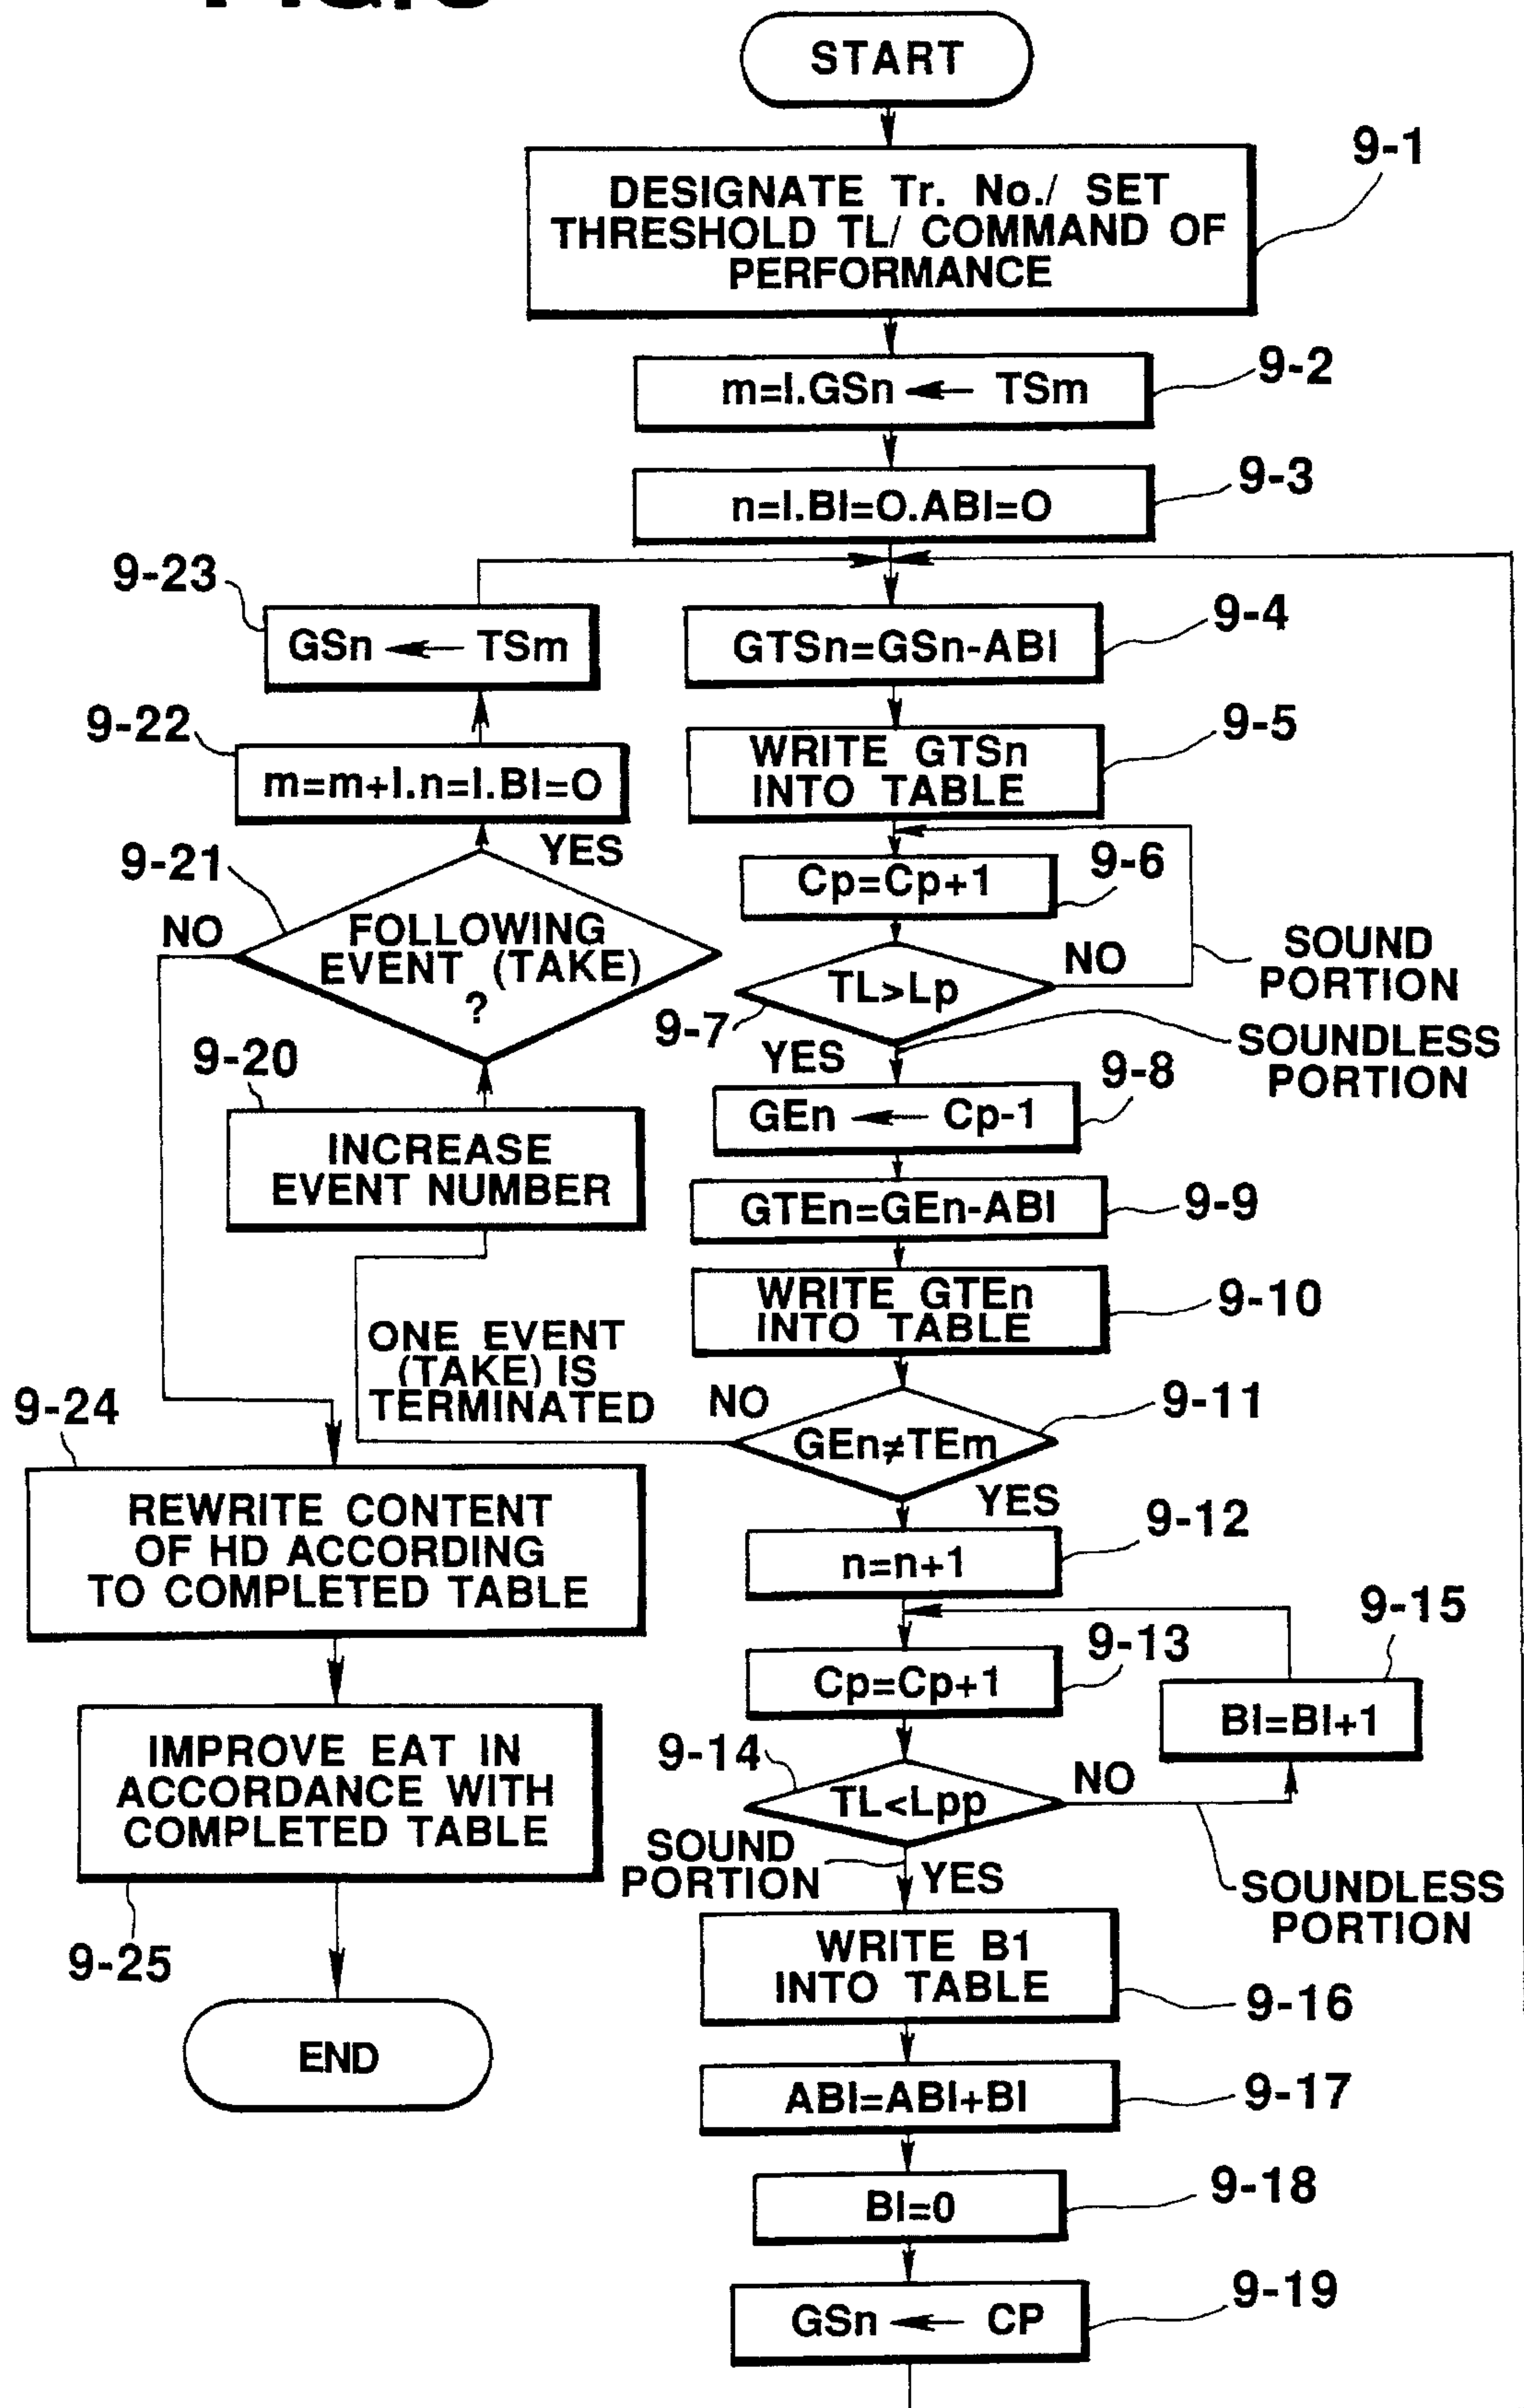 START
9-1
DESIGNATE Tr. No./ SET
THRESHOLD TL/ COMMAND OF
PERFORMANCE
9-2
m=I.GSn ← TSm
9-3
n=I.BI=O.ABI=O
9-23
GSn ← TSm
9-4
GTSn=GSn-ABI
9-22
m=m+I.n=I.BI=O
9-5
WRITE GTSn
INTO TABLE
YES
9-21
NO
FOLLOWING
EVENT (TAKE)
?
9-6
Cp=Cp+1
9-7
TL>Lp
NO
SOUND
PORTION
YES
SOUNDLESS
PORTION
9-20
INCREASE
EVENT NUMBER
9-8
GEn ← Cp-1
9-9
GTEn=GEn-ABI
9-10
WRITE GTEn
INTO TABLE
ONE EVENT
(TAKE) IS
TERMINATED
NO
9-11
GEn≠TEm
YES
9-24
REWRITE CONTENT
OF HD ACCORDING
TO COMPLETED TABLE
9-12
n=n+1
9-13
Cp=Cp+1
9-15
BI=BI+1
9-14
TL<Lpp
NO
SOUND
PORTION
YES
SOUNDLESS
PORTION
IMPROVE EAT IN
ACCORDANCE WITH
COMPLETED TABLE
9-25
END
WRITE B1
INTO TABLE
9-16
ABI=ABI+BI
9-17
BI=0
9-18
GSn ← CP
9-19